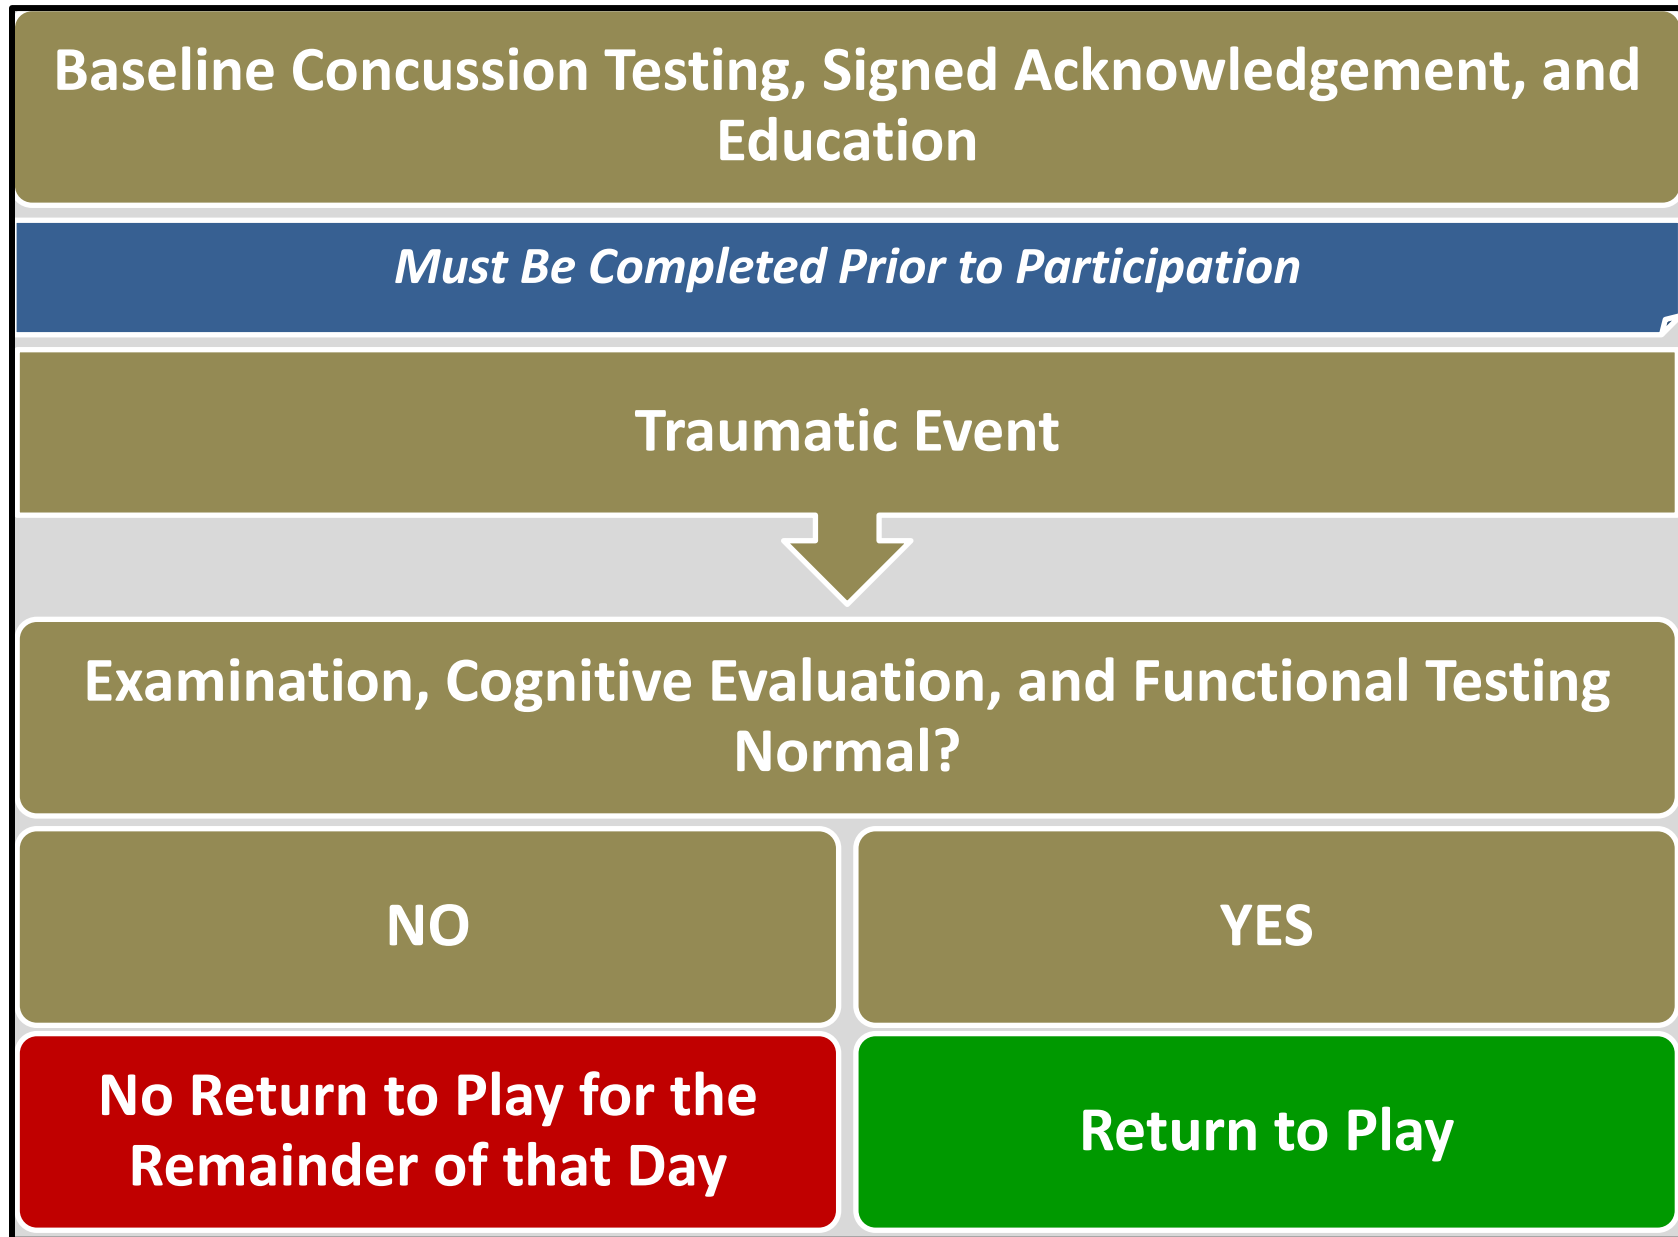 Baseline Concussion Testing, Signed Acknowledgement, and
Education
Must Be Completed Prior to Participation
Traumatic Event
Examination, Cognitive Evaluation, and Functional Testing
Normal?
NO
YES
No Return to Play for the
Remainder of that Day
Return to Play